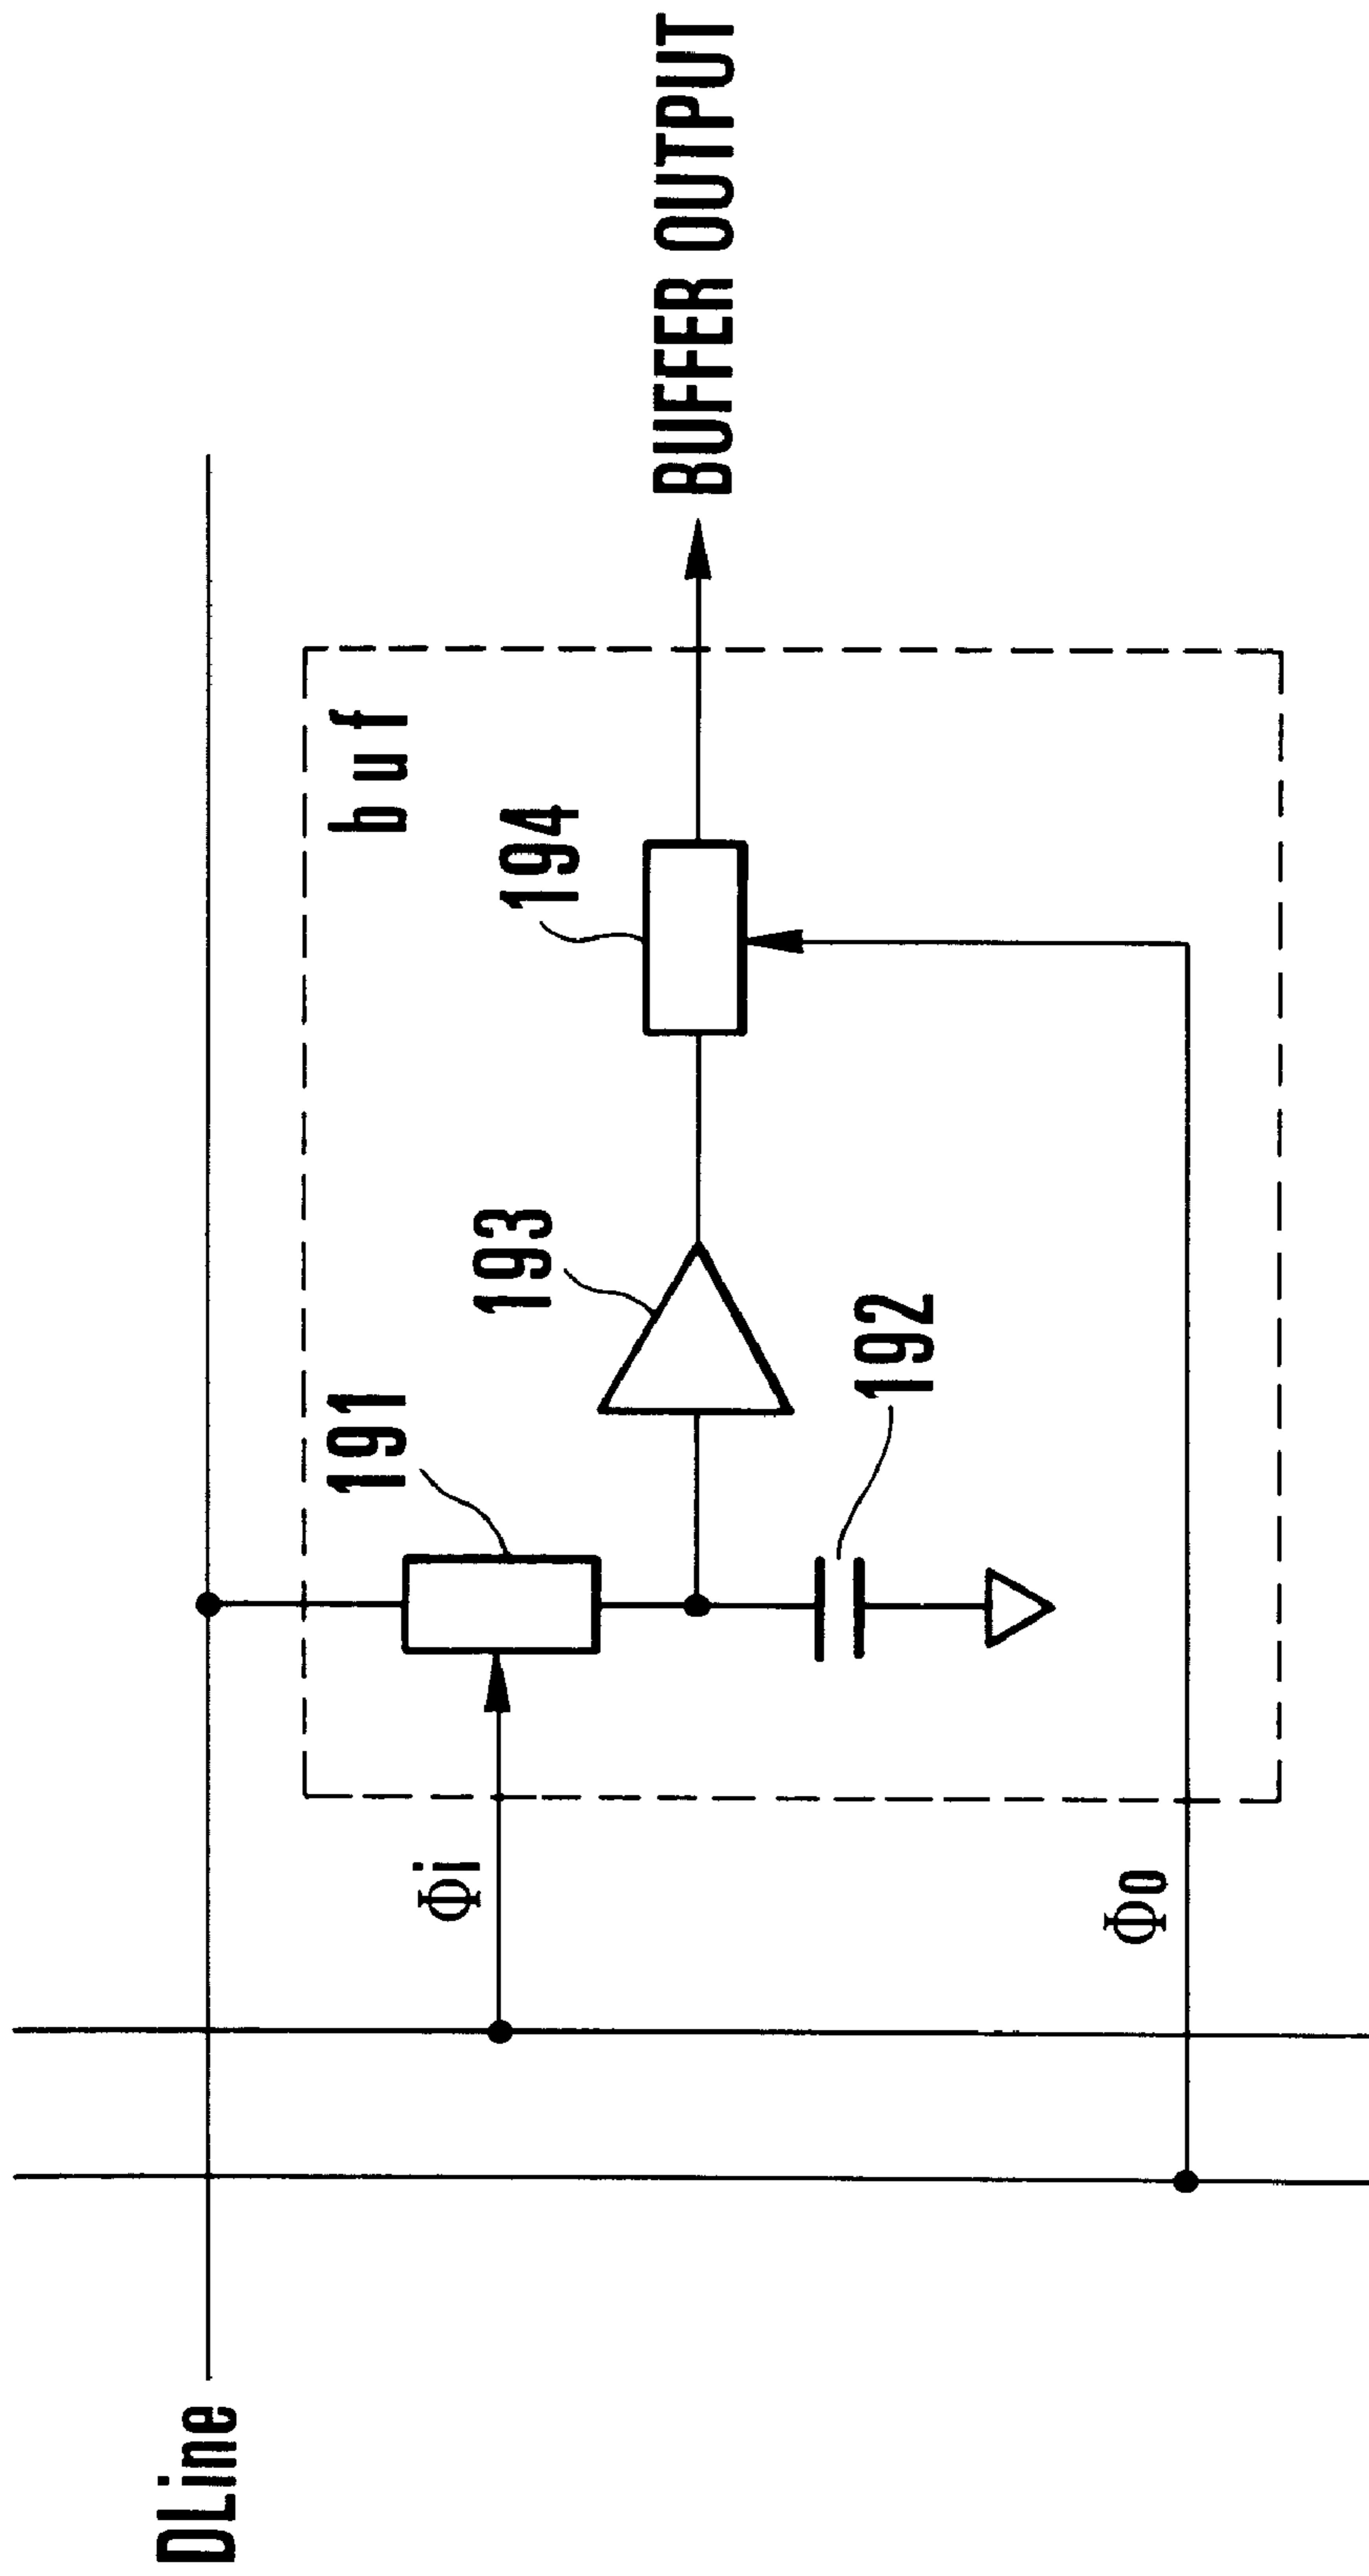 DLine
Φi
Φo
buf
191
192
193
194
BUFFER OUTPUT